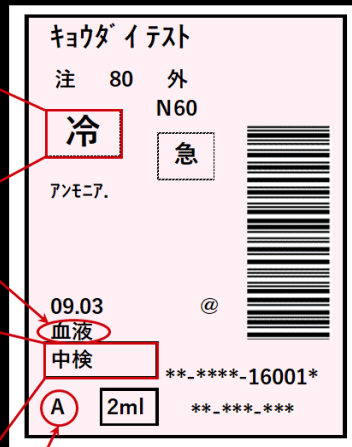 ｷｮｳﾀﾞｲﾃｽﾄ
注 80 外
N60
冷
急
ｱﾝﾓﾆｱ.
09.03 @
血液
中検
**-****-16001*
A 2ml **-***-***